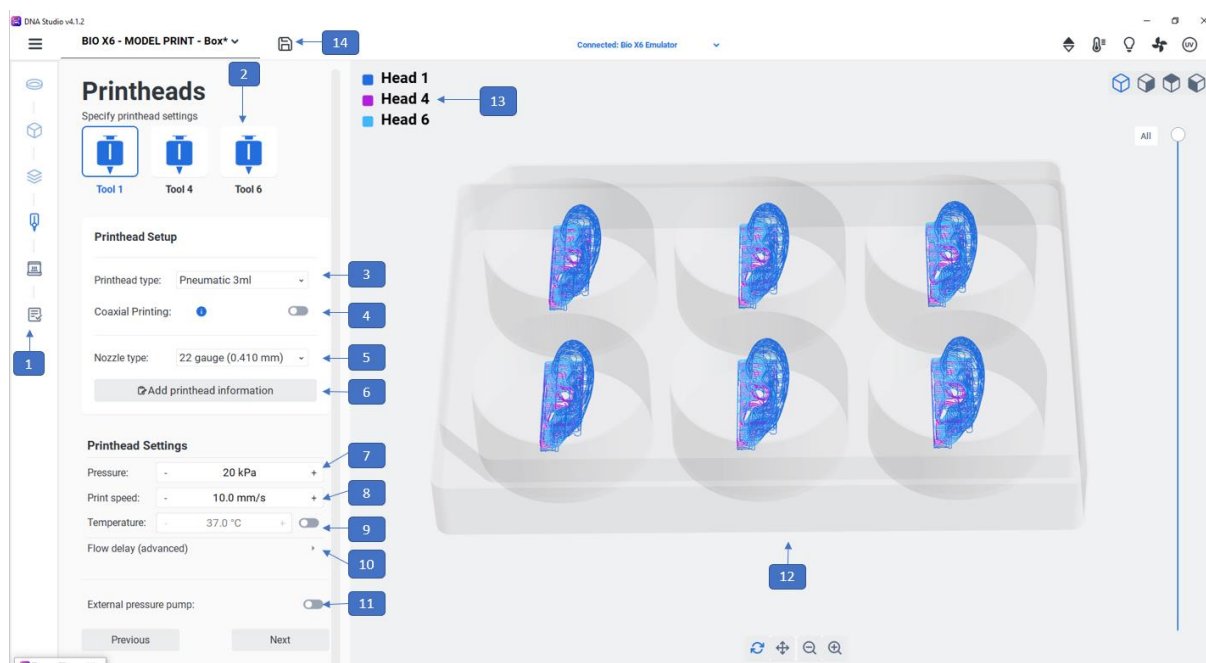 DNA Studio v4.1.2
BIO X6 - MODEL PRINT - Box*
14
Connected: Bio X6 Emulator
UV
2
Printheads
Specify printhead settings
Tool 1 Tool 4 Tool 6
Head 1
Head 4
Head 6
13
All
Printhead Setup
Printhead type: Pneumatic 3ml
3
Coaxial Printing:
4
1
Nozzle type: 22 gauge (0.410 mm)
5
Add printhead information
6
Printhead Settings
7
Pressure: - 20 kPa +
8
Print speed: - 10.0 mm/s +
Temperature: - 37.0 °C +
9
Flow delay (advanced)
10
12
External pressure pump:
11
Previous Next